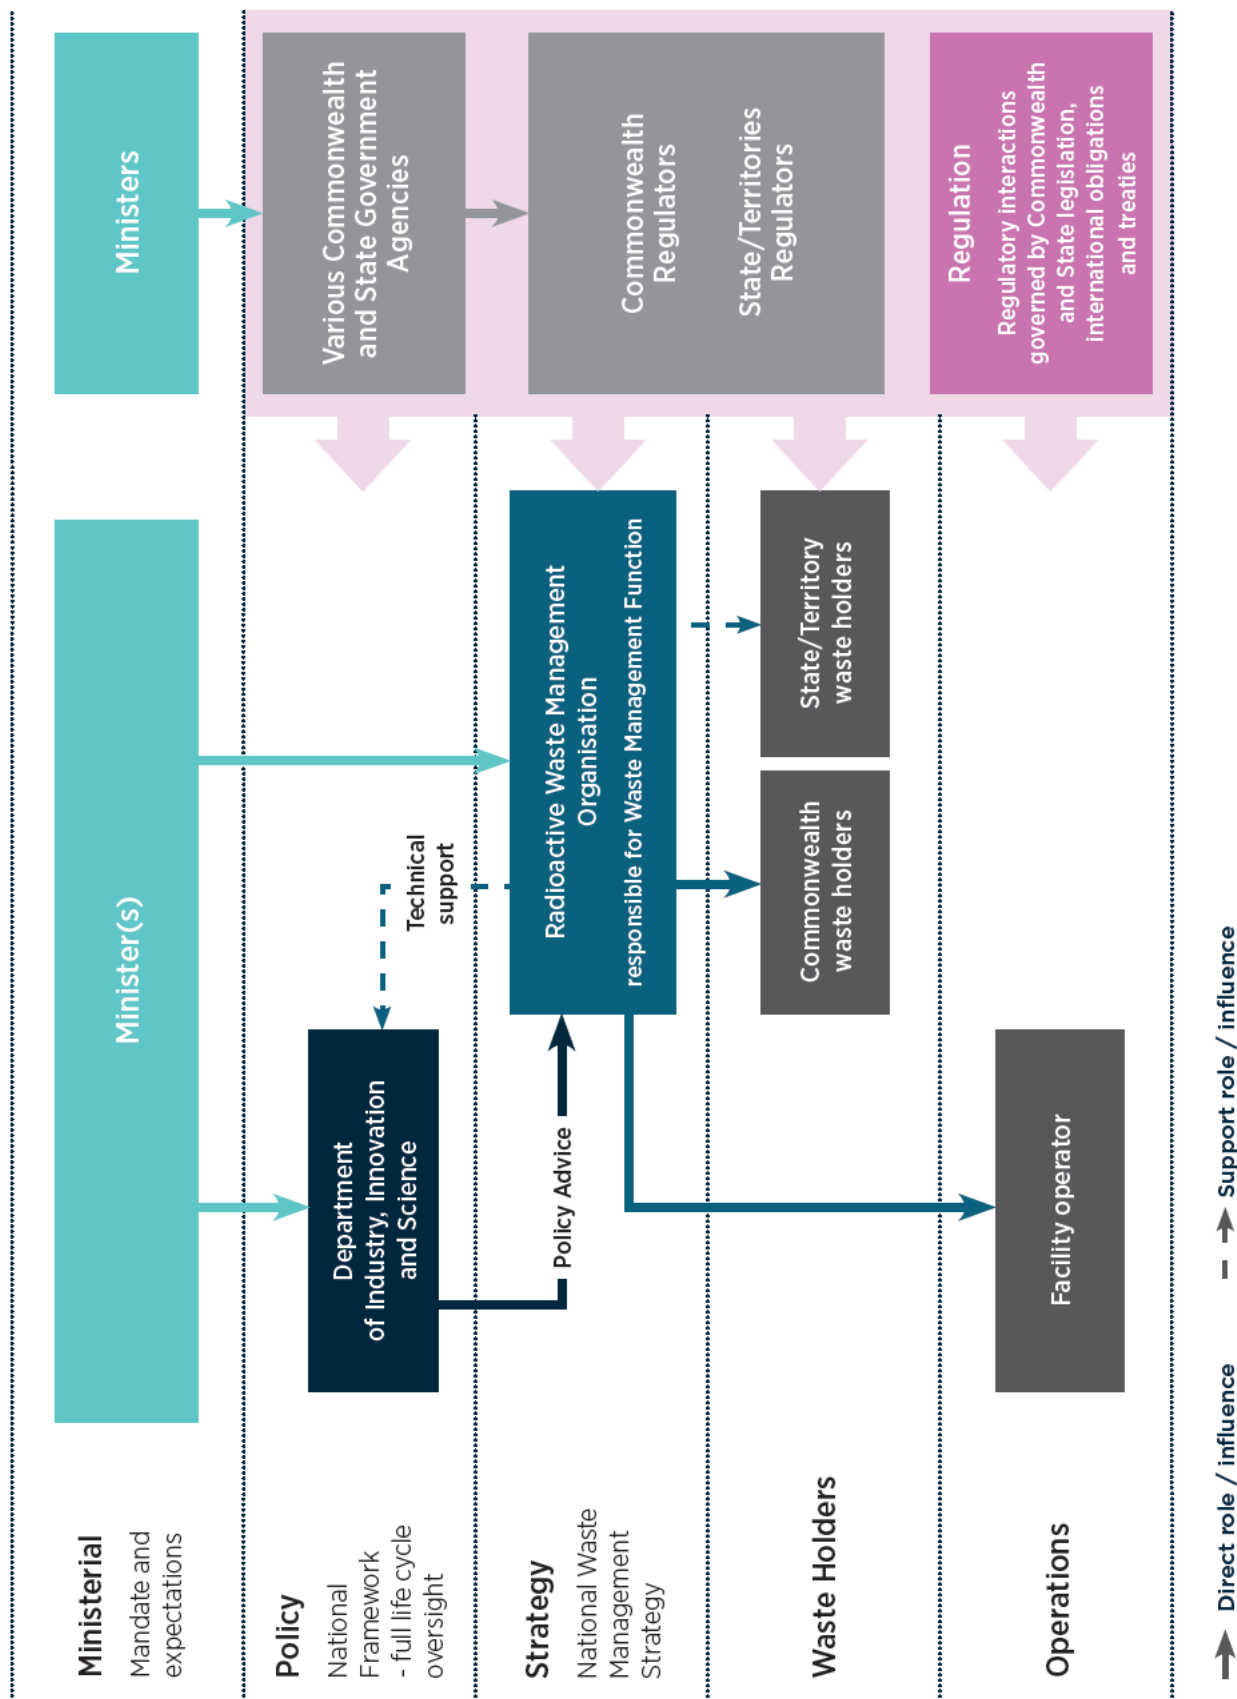 Ministerial
Mandate and
expectations
Minister(s)
Ministers
Policy
National
Framework
- full life cycle
oversight
Department
of Industry, Innovation
and Science
Technical
support
Various Commonwealth
and State Government
Agencies
Strategy
National Waste
Management
Strategy
Policy Advice
Radioactive Waste Management
Organisation
responsible for Waste Management Function
Commonwealth
Regulators
State/Territories
Regulators
Waste Holders
Commonwealth
waste holders
State/Territory
waste holders
Operations
Facility operator
Regulation
Regulatory interactions
governed by Commonwealth
and State legislation,
international obligations
and treaties
Direct role / influence
Support role / influence